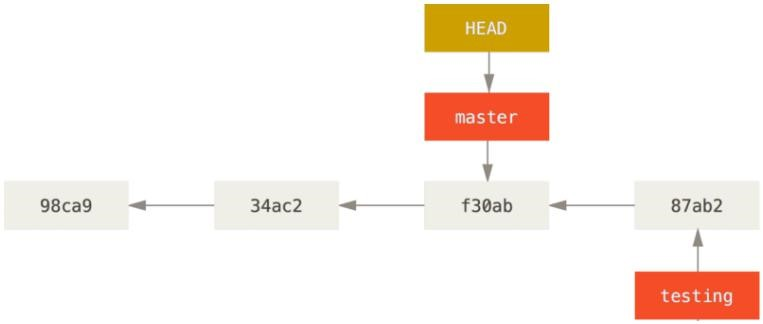 HEAD
master
98ca9
34ac2
f30ab
87ab2
testing